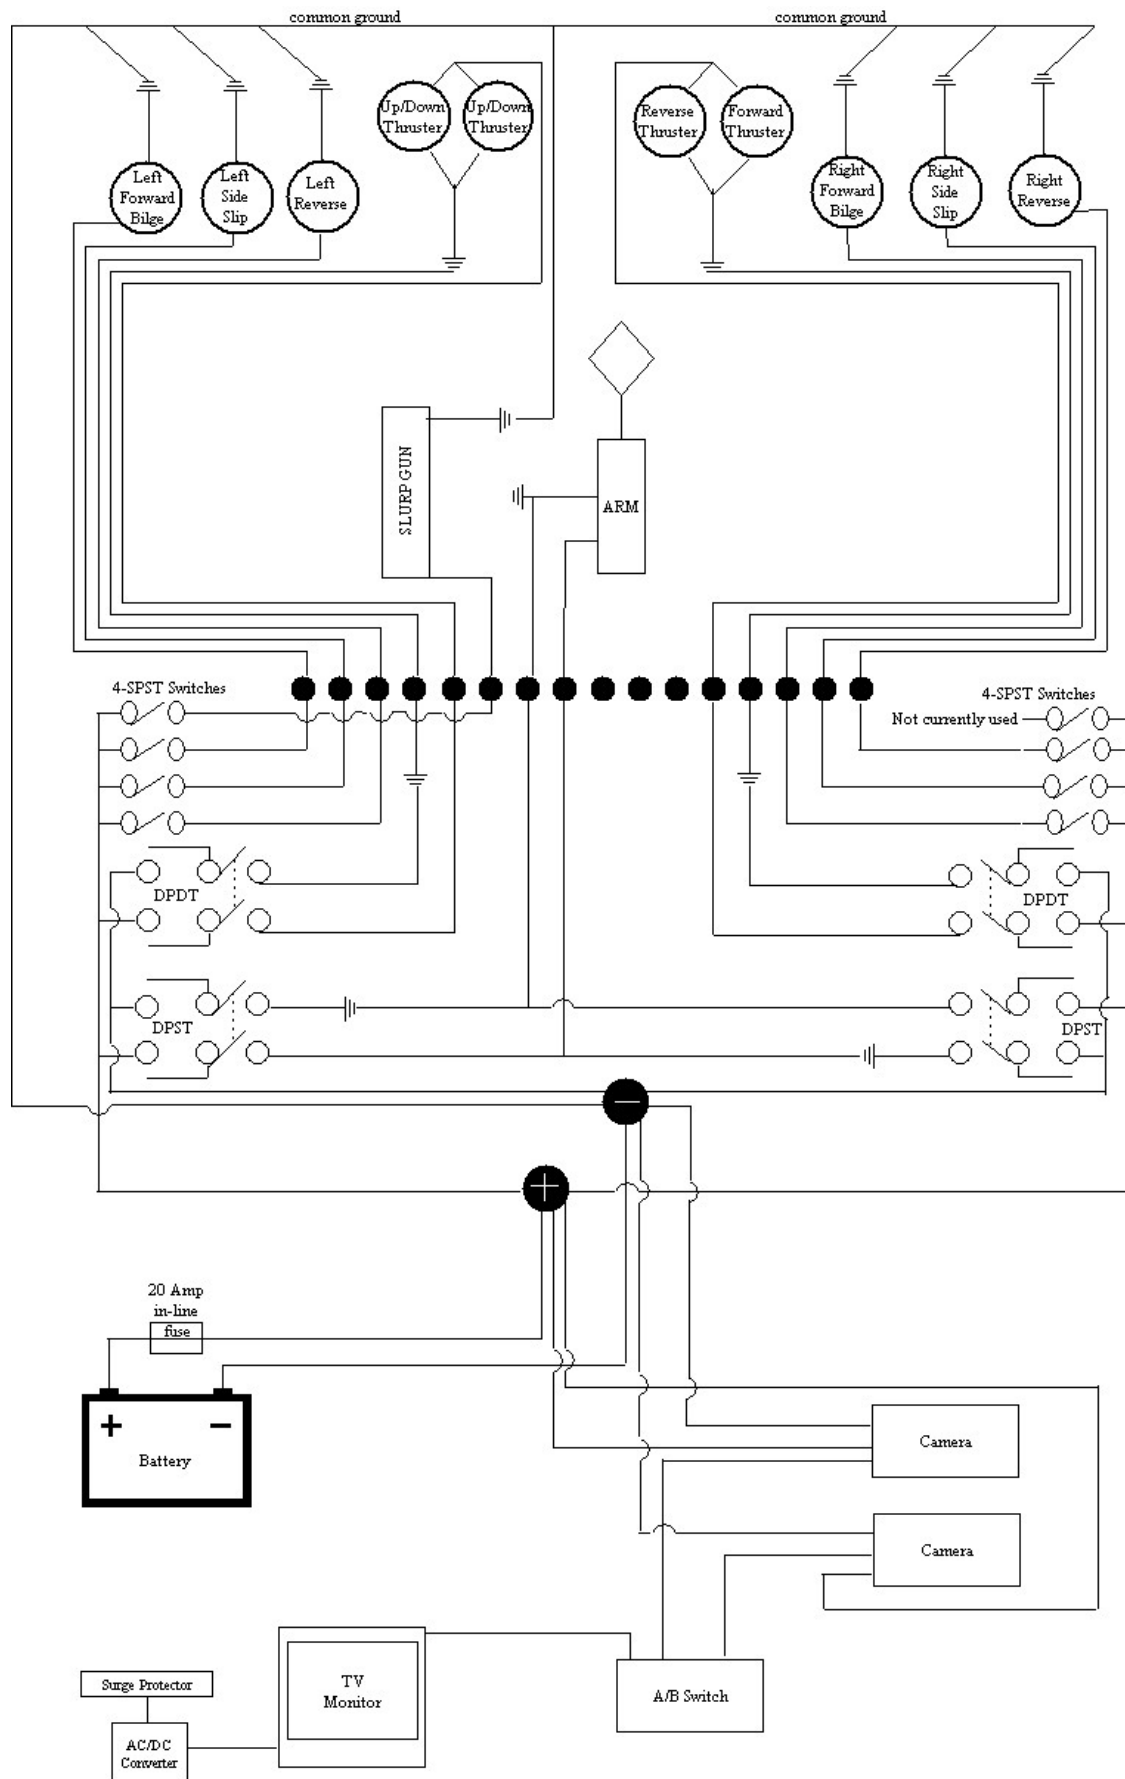 common ground
common ground
Up/Down
Thruster
Up/Down
Thruster
Reverse
Thruster
Forward
Thruster
Left
Forward
Bilge
Left
Side
Slip
Left
Reverse
Right
Forward
Bilge
Right
Side
Slip
Right
Reverse
SLURPGUN
ARM
4-SPST Switches
4-SPST Switches
Not currently used
DPDT
DPDT
DPST
DPST
−
+
20 Amp
in-line
fuse
+ −
Battery
Camera
Camera
TV
Monitor
A/B Switch
Surge Protector
AC/DC
Converter